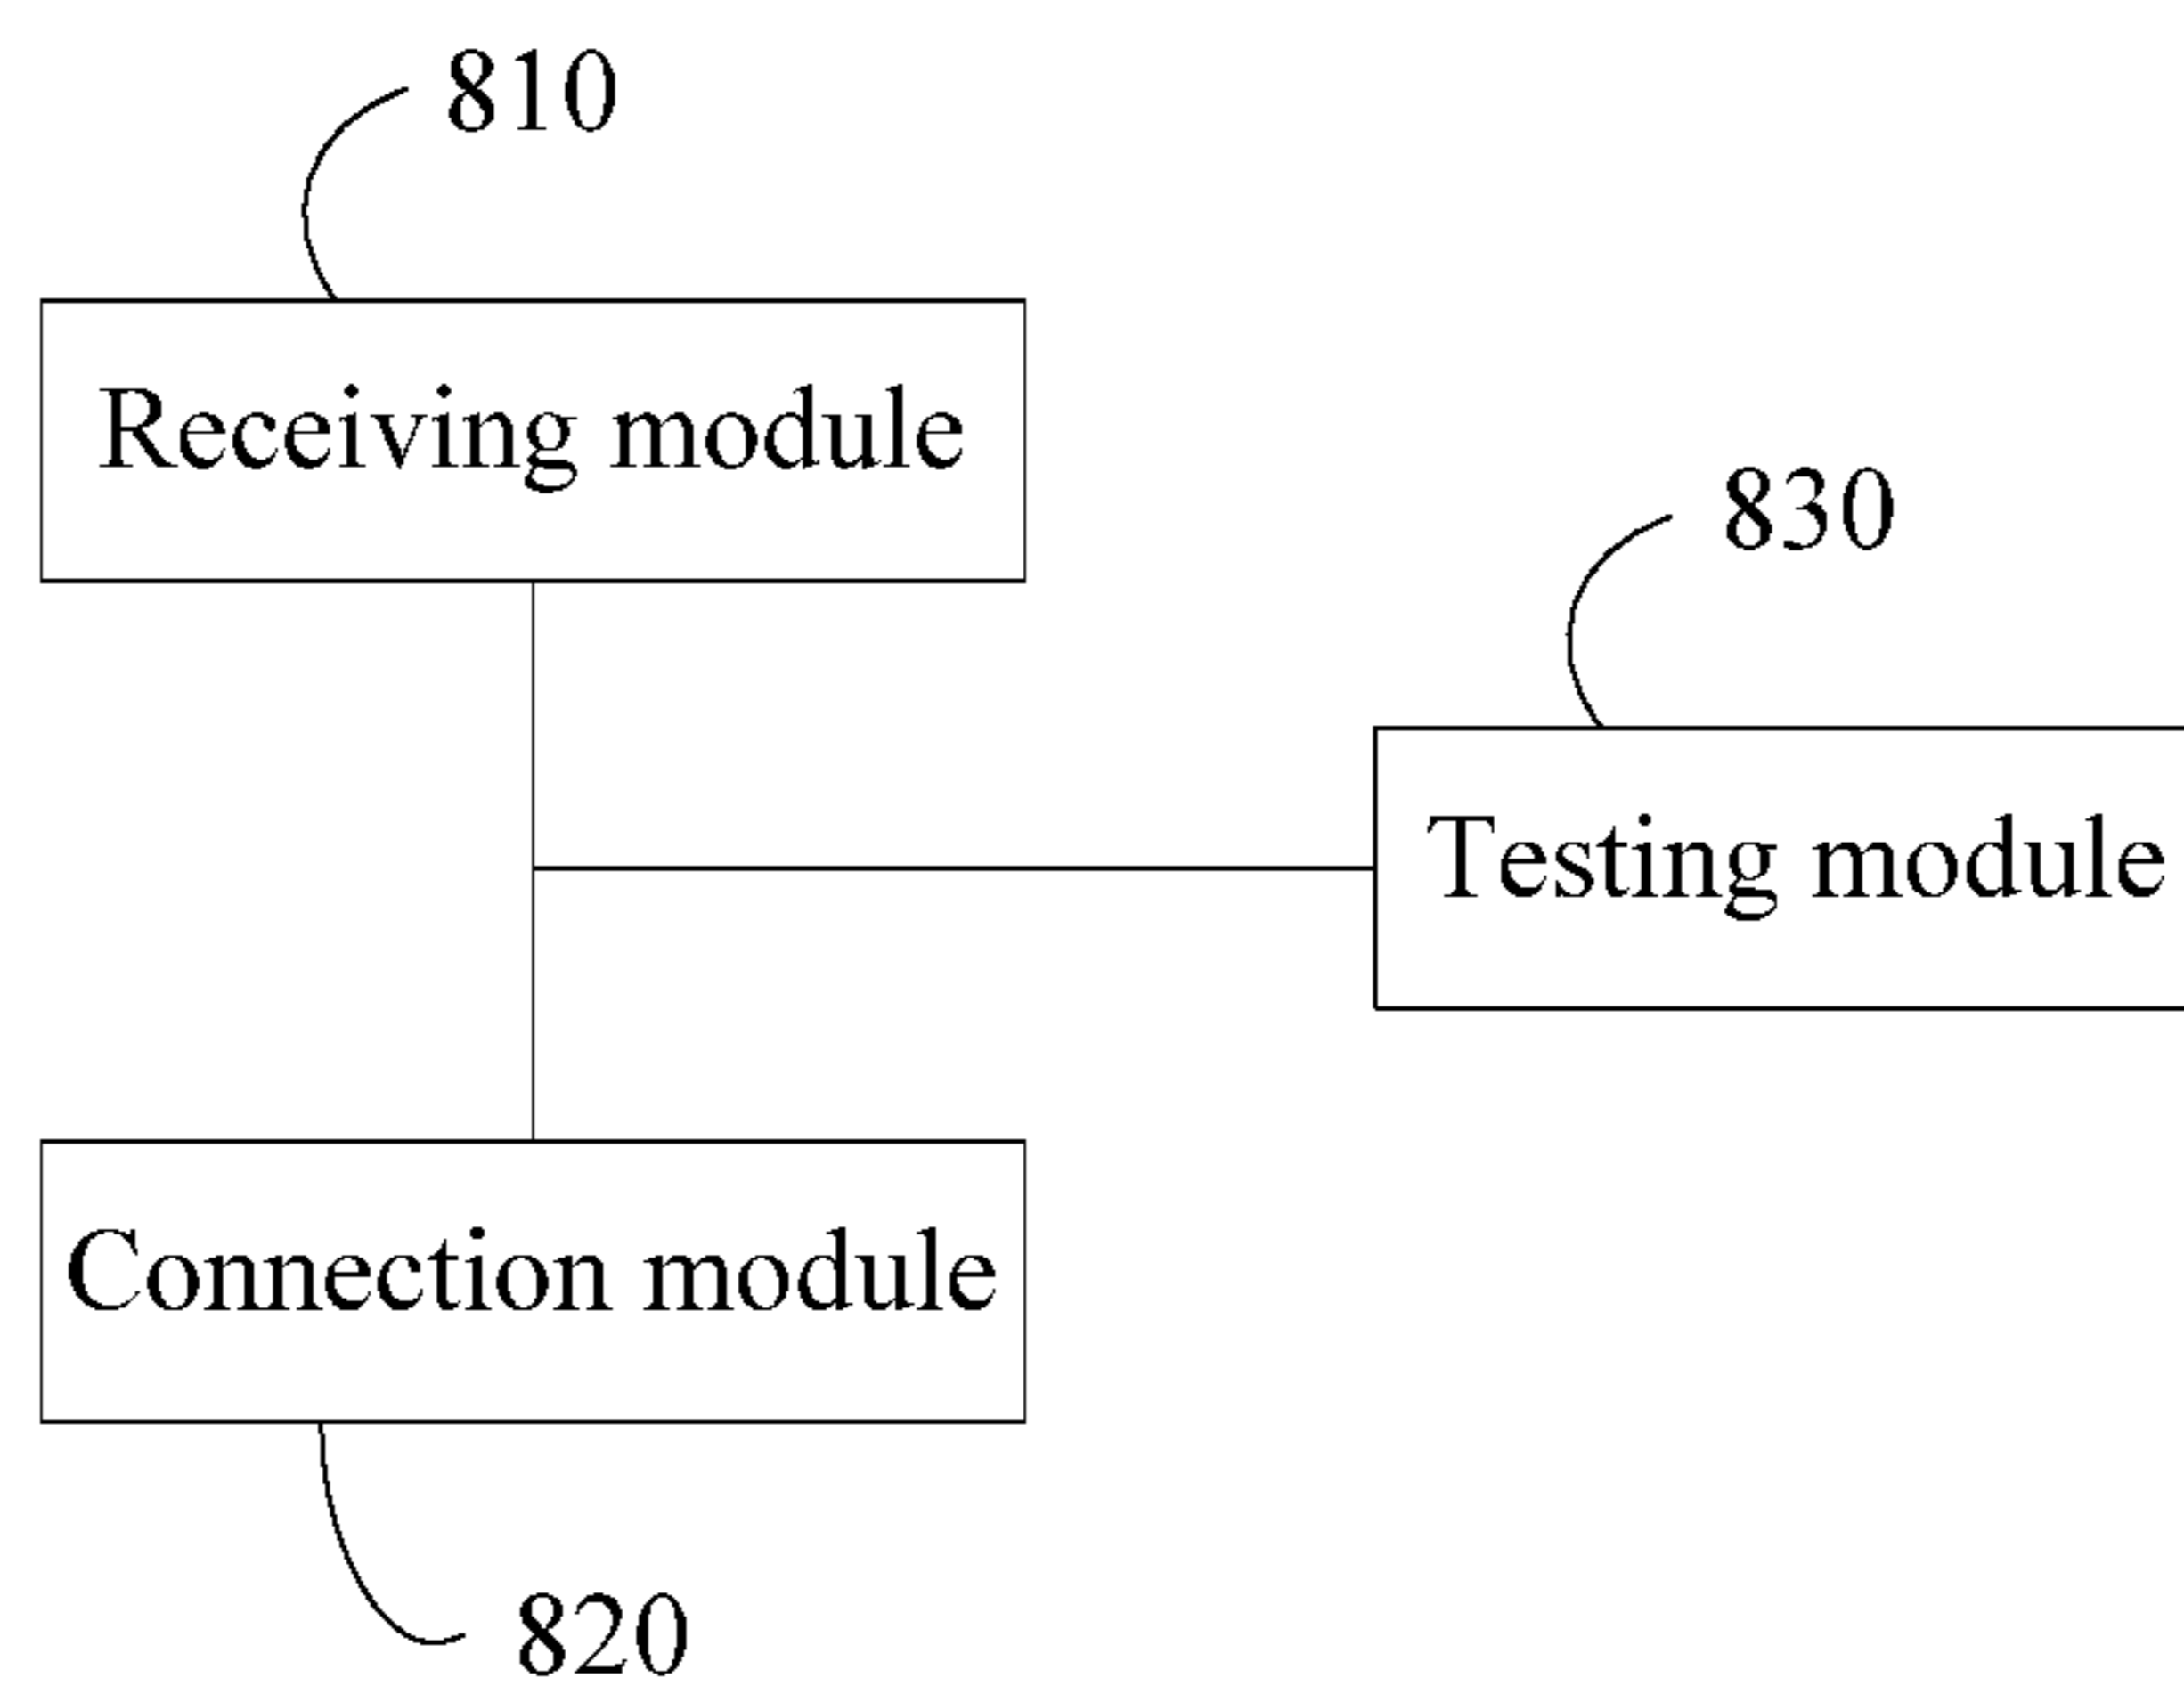 810
Receiving module
830
Testing module
Connection module
820